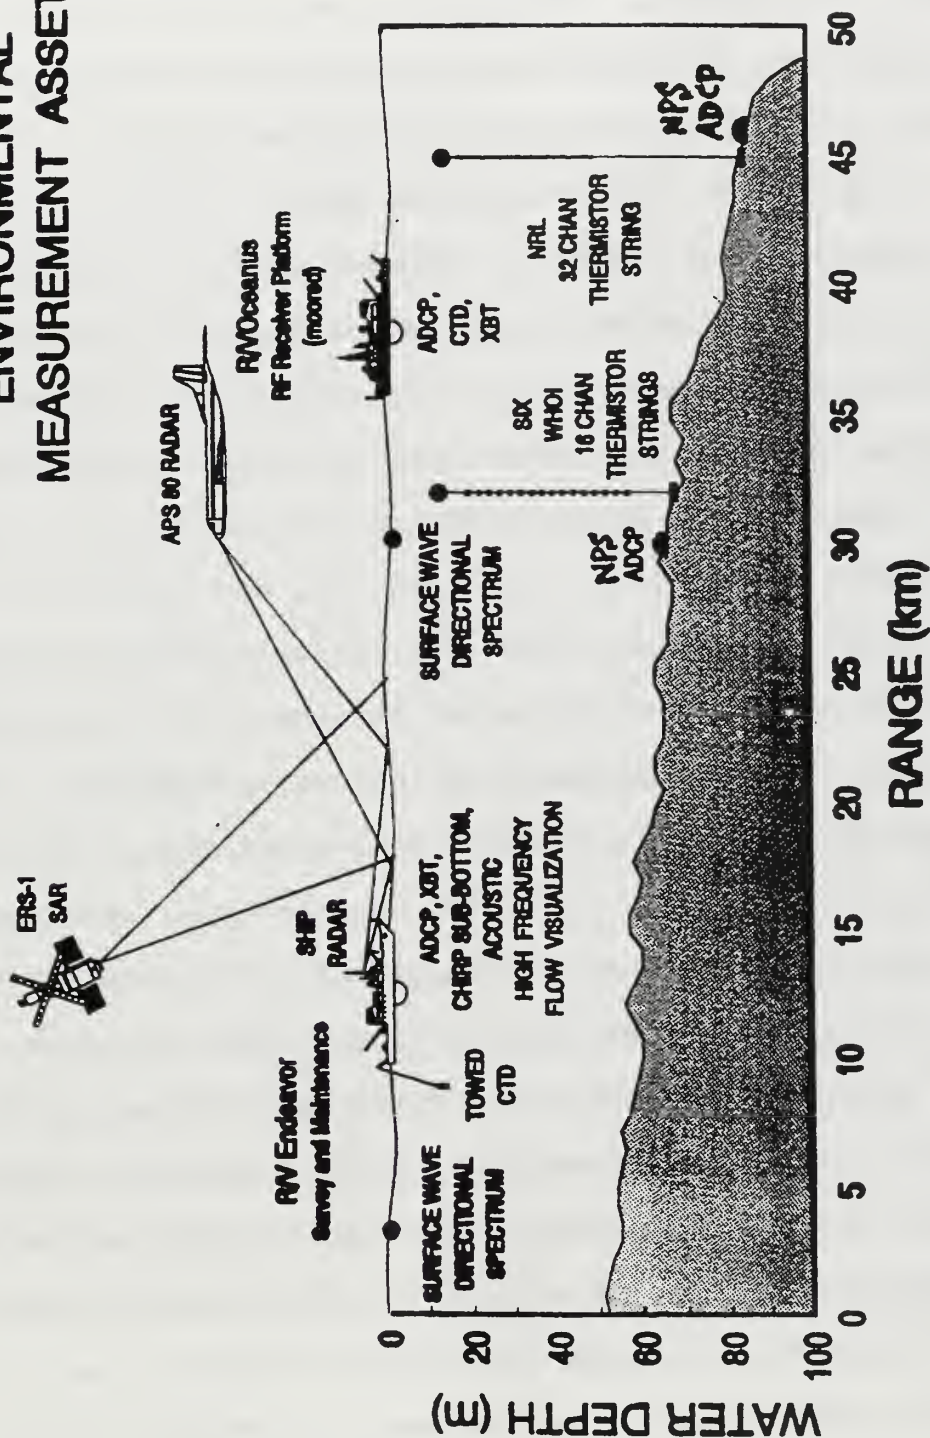 ENVIRONMENTAL
MEASUREMENT ASSET
ERS-1
SAR
APS 80 RADAR
R/V Endeavor
Survey and Maintenance
SHIP
RADAR
R/VOceanus
RF Receiver Platform
(moored)
SURFACE WAVE
DIRECTIONAL
SPECTRUM
TOWED
CTD
ADCP, XBT,
CHIRP SUB-BOTTOM,
ACOUSTIC
HIGH FREQUENCY
FLOW VISUALIZATION
SURFACE WAVE
DIRECTIONAL
SPECTRUM
ADCP,
CTD,
XBT
NPS
ADCP
SIX
WHOI
16 CHAN
THERMISTOR
STRINGS
NRL
32 CHAN
THERMISTOR
STRING
NPS
ADCP
WATER DEPTH (m)
0
20
40
60
80
100
0 5 10 15 20 25 30 35 40 45 50
RANGE (km)